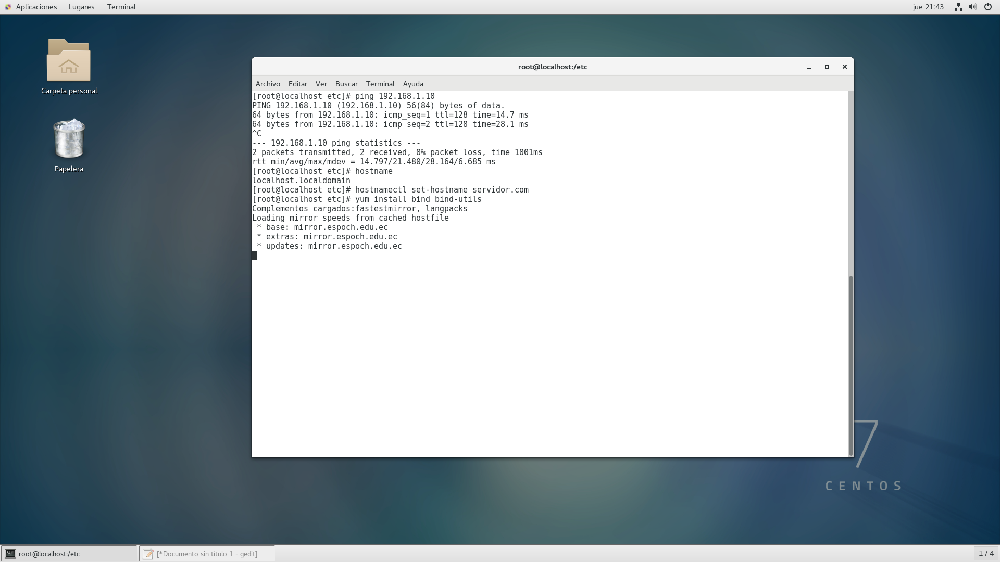 Aplicaciones Lugares Terminal jue 21:43
Carpeta personal
Papelera
root@localhost:/etc
Archivo Editar Ver Buscar Terminal Ayuda
[root@localhost etc]# ping 192.168.1.10
PING 192.168.1.10 (192.168.1.10) 56(84) bytes of data.
64 bytes from 192.168.1.10: icmp_seq=1 ttl=128 time=14.7 ms
64 bytes from 192.168.1.10: icmp_seq=2 ttl=128 time=28.1 ms
^C
--- 192.168.1.10 ping statistics ---
2 packets transmitted, 2 received, 0% packet loss, time 1001ms
rtt min/avg/max/mdev = 14.797/21.480/28.164/6.685 ms
[root@localhost etc]# hostname
localhost.localdomain
[root@localhost etc]# hostnamectl set-hostname servidor.com
[root@localhost etc]# yum install bind bind-utils
Complementos cargados:fastestmirror, langpacks
Loading mirror speeds from cached hostfile
 * base: mirror.espoch.edu.ec
 * extras: mirror.espoch.edu.ec
 * updates: mirror.espoch.edu.ec
7
CENTOS
root@localhost:/etc [*Documento sin título 1 - gedit] 1 / 4